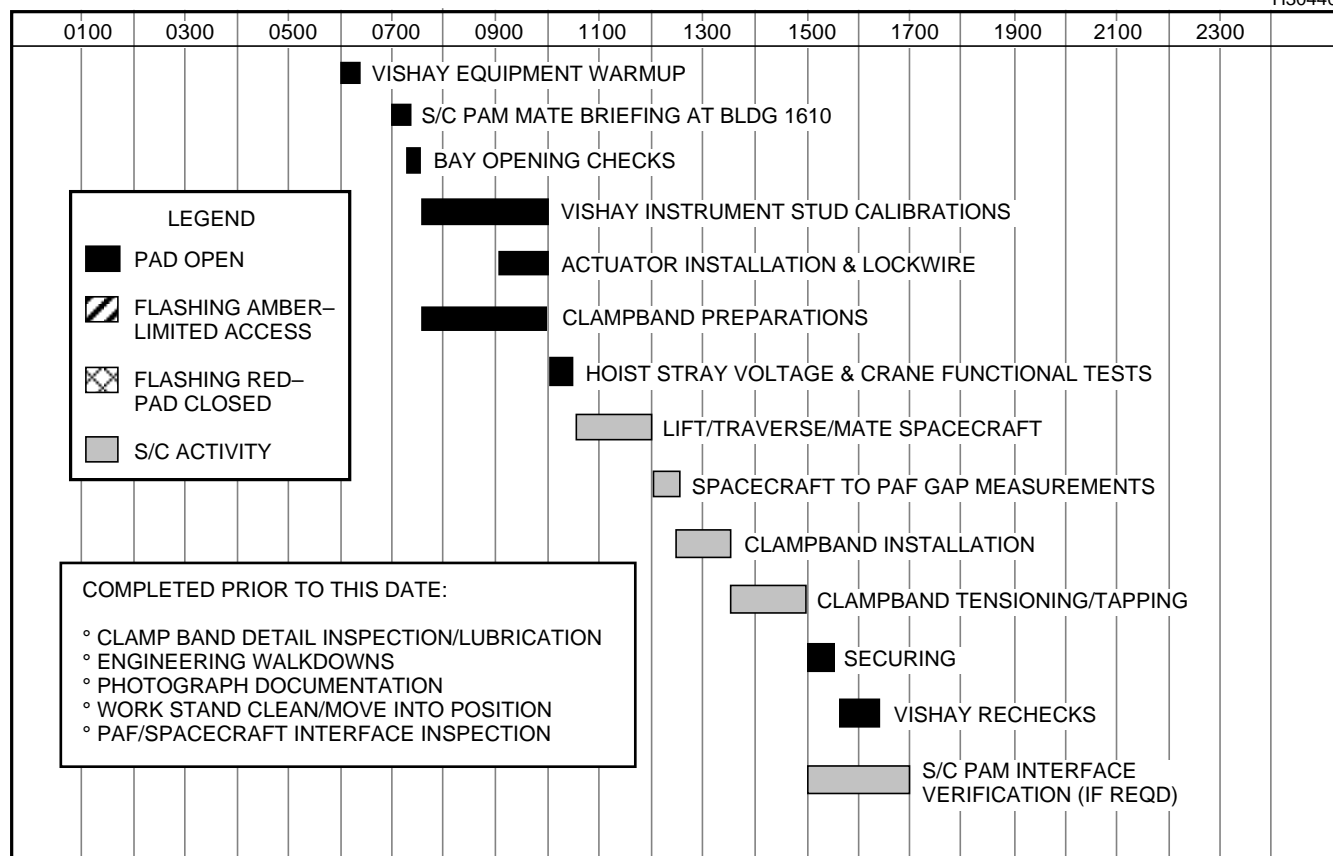 0100 0300 0500 0700 0900 1100 1300 1500 1700 1900 2100 2300
VISHAY EQUIPMENT WARMUP
S/C PAM MATE BRIEFING AT BLDG 1610
BAY OPENING CHECKS
VISHAY INSTRUMENT STUD CALIBRATIONS
ACTUATOR INSTALLATION & LOCKWIRE
CLAMPBAND PREPARATIONS
HOIST STRAY VOLTAGE & CRANE FUNCTIONAL TESTS
LIFT/TRAVERSE/MATE SPACECRAFT
SPACECRAFT TO PAF GAP MEASUREMENTS
CLAMPBAND INSTALLATION
CLAMPBAND TENSIONING/TAPPING
SECURING
VISHAY RECHECKS
S/C PAM INTERFACE
VERIFICATION (IF REQD)
LEGEND
PAD OPEN
FLASHING AMBER–
LIMITED ACCESS
FLASHING RED–
PAD CLOSED
S/C ACTIVITY
COMPLETED PRIOR TO THIS DATE:
° CLAMP BAND DETAIL INSPECTION/LUBRICATION
° ENGINEERING WALKDOWNS
° PHOTOGRAPH DOCUMENTATION
° WORK STAND CLEAN/MOVE INTO POSITION
° PAF/SPACECRAFT INTERFACE INSPECTION